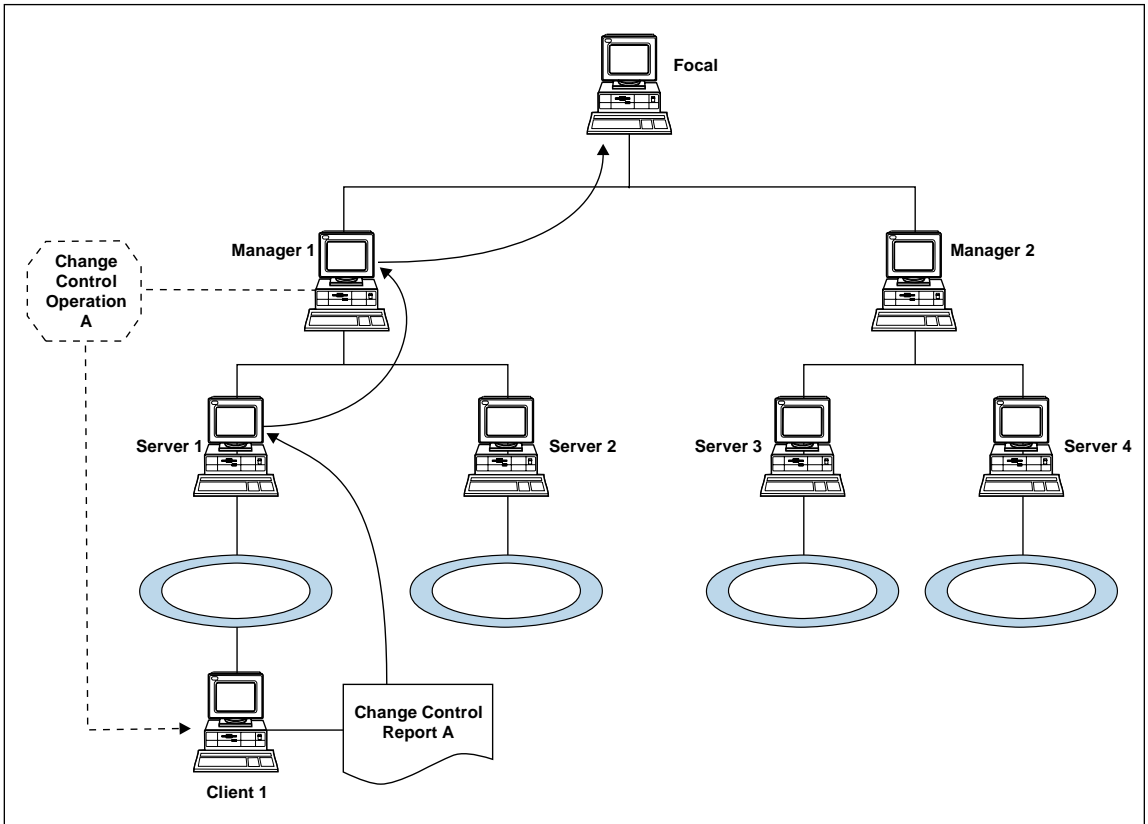 Focal
Manager 1
Manager 2
Change
Control
Operation
A
Server 1
Server 2
Server 3
Server 4
Change Control
Report A
Client 1